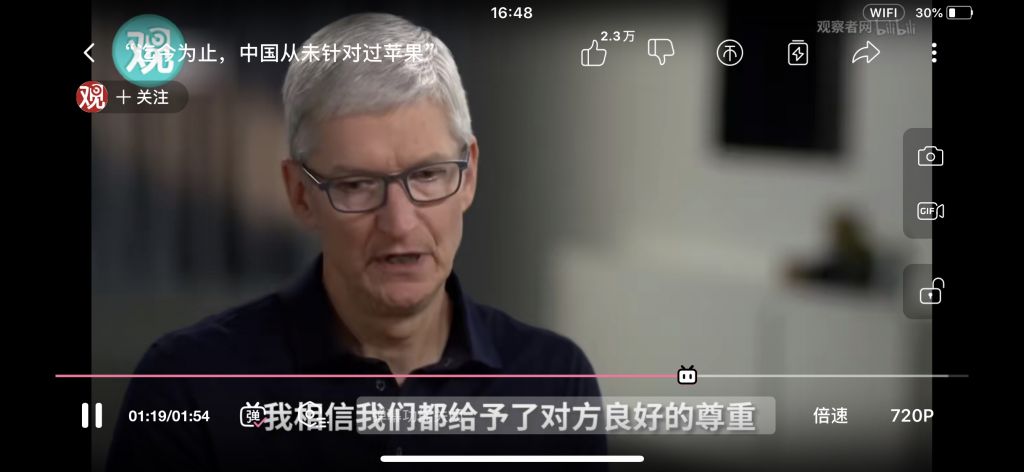 16:48
WIFI
30%
观察者网 bilibili
观
“迄今为止，中国从未针对过苹果”
2.3万
观 + 关注
GIF
01:19/01:54
弹
我相信我们都给予了对方良好的尊重
倍速
720P